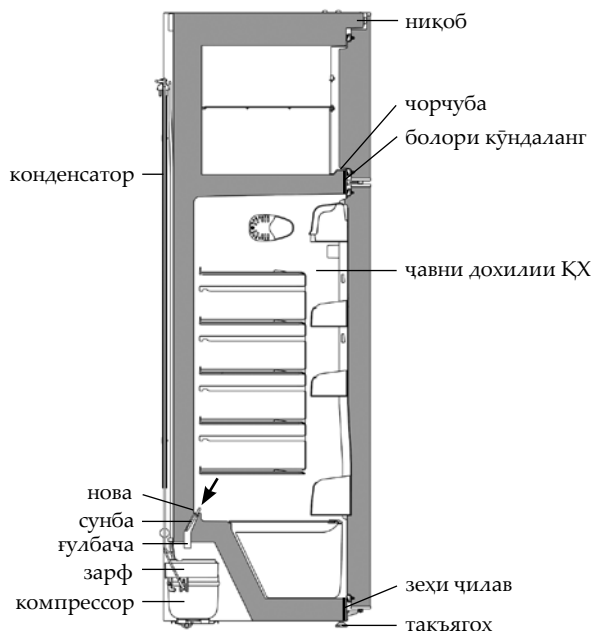 ниқоб
чорчуба
болори кӯндаланг
конденсатор
ҷавни дохилии ҚХ
нова
сунба
ғулбача
зарф
компрессор
зеҳи ҷилав
такъягоҳ